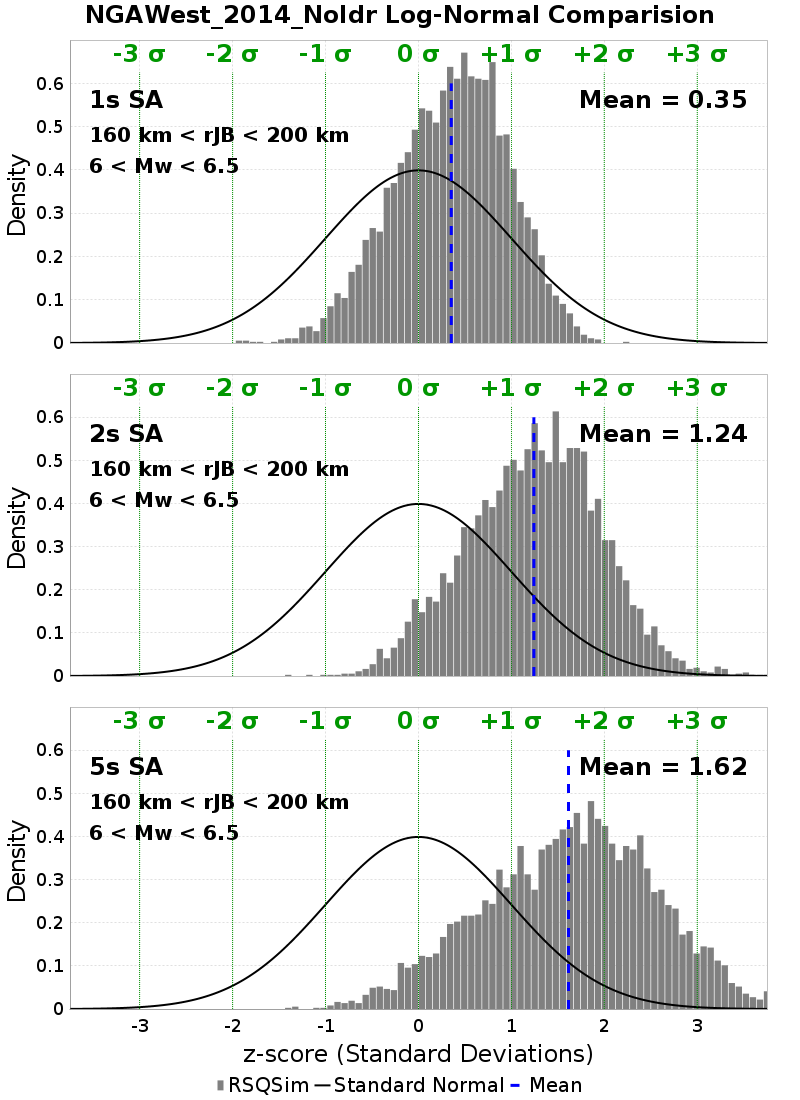 NGAWest_2014_NoIdr Log-Normal Comparision
-3 σ -2 σ -1 σ 0 σ +1 σ +2 σ +3 σ
1s SA
Mean = 0.35
160 km < rJB < 200 km
6 < Mw < 6.5
Density
0.6
0.5
0.4
0.3
0.2
0.1
0
-3 σ -2 σ -1 σ 0 σ +1 σ +2 σ +3 σ
2s SA
Mean = 1.24
160 km < rJB < 200 km
6 < Mw < 6.5
Density
0.6
0.5
0.4
0.3
0.2
0.1
0
-3 σ -2 σ -1 σ 0 σ +1 σ +2 σ +3 σ
5s SA
Mean = 1.62
160 km < rJB < 200 km
6 < Mw < 6.5
Density
0.6
0.5
0.4
0.3
0.2
0.1
0
-3 -2 -1 0 1 2 3
z-score (Standard Deviations)
RSQSim Standard Normal Mean